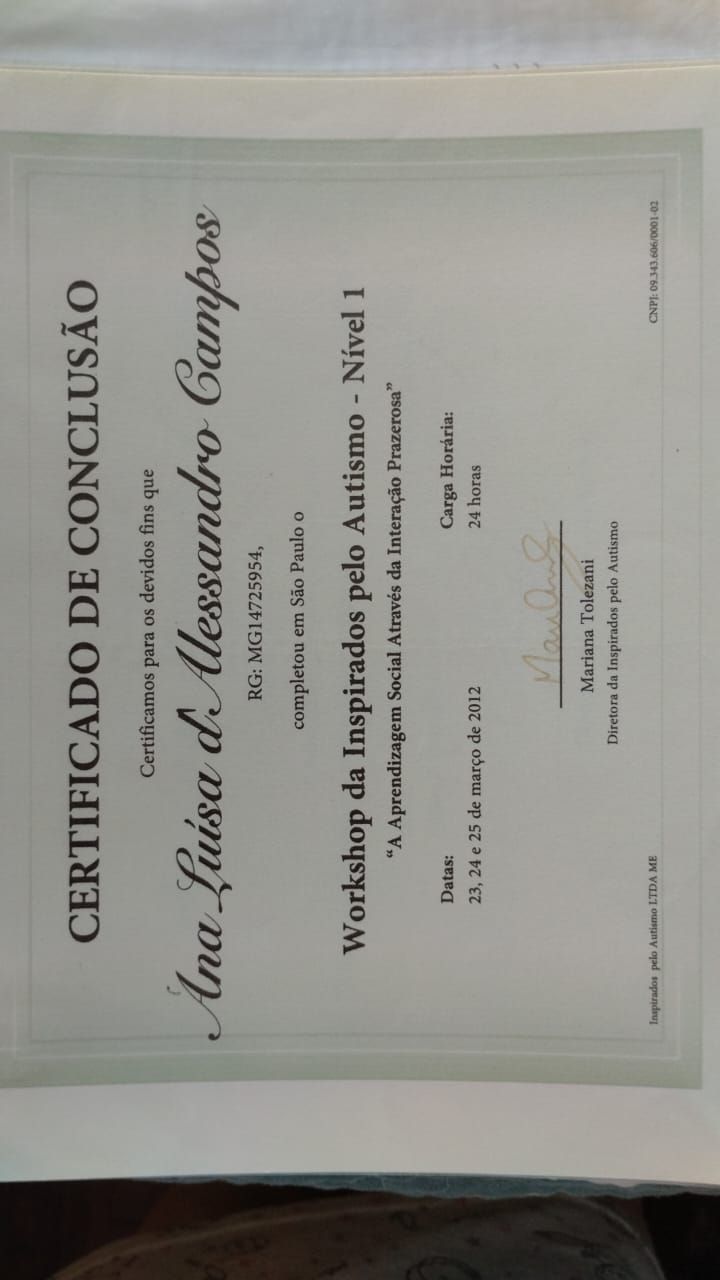 CERTIFICADO DE CONCLUSÃO
Certificamos para os devidos fins que
Ana Luísa d'Alessandro Campos
RG: MG14725954,
completou em São Paulo o
Workshop da Inspirados pelo Autismo - Nível 1
“A Aprendizagem Social Através da Interação Prazerosa”
Datas:
23, 24 e 25 de março de 2012
Carga Horária:
24 horas
Mariana Tolezani
Diretora da Inspirados pelo Autismo
Inspirados pelo Autismo LTDA ME
CNPJ: 09.343.606/0001-02